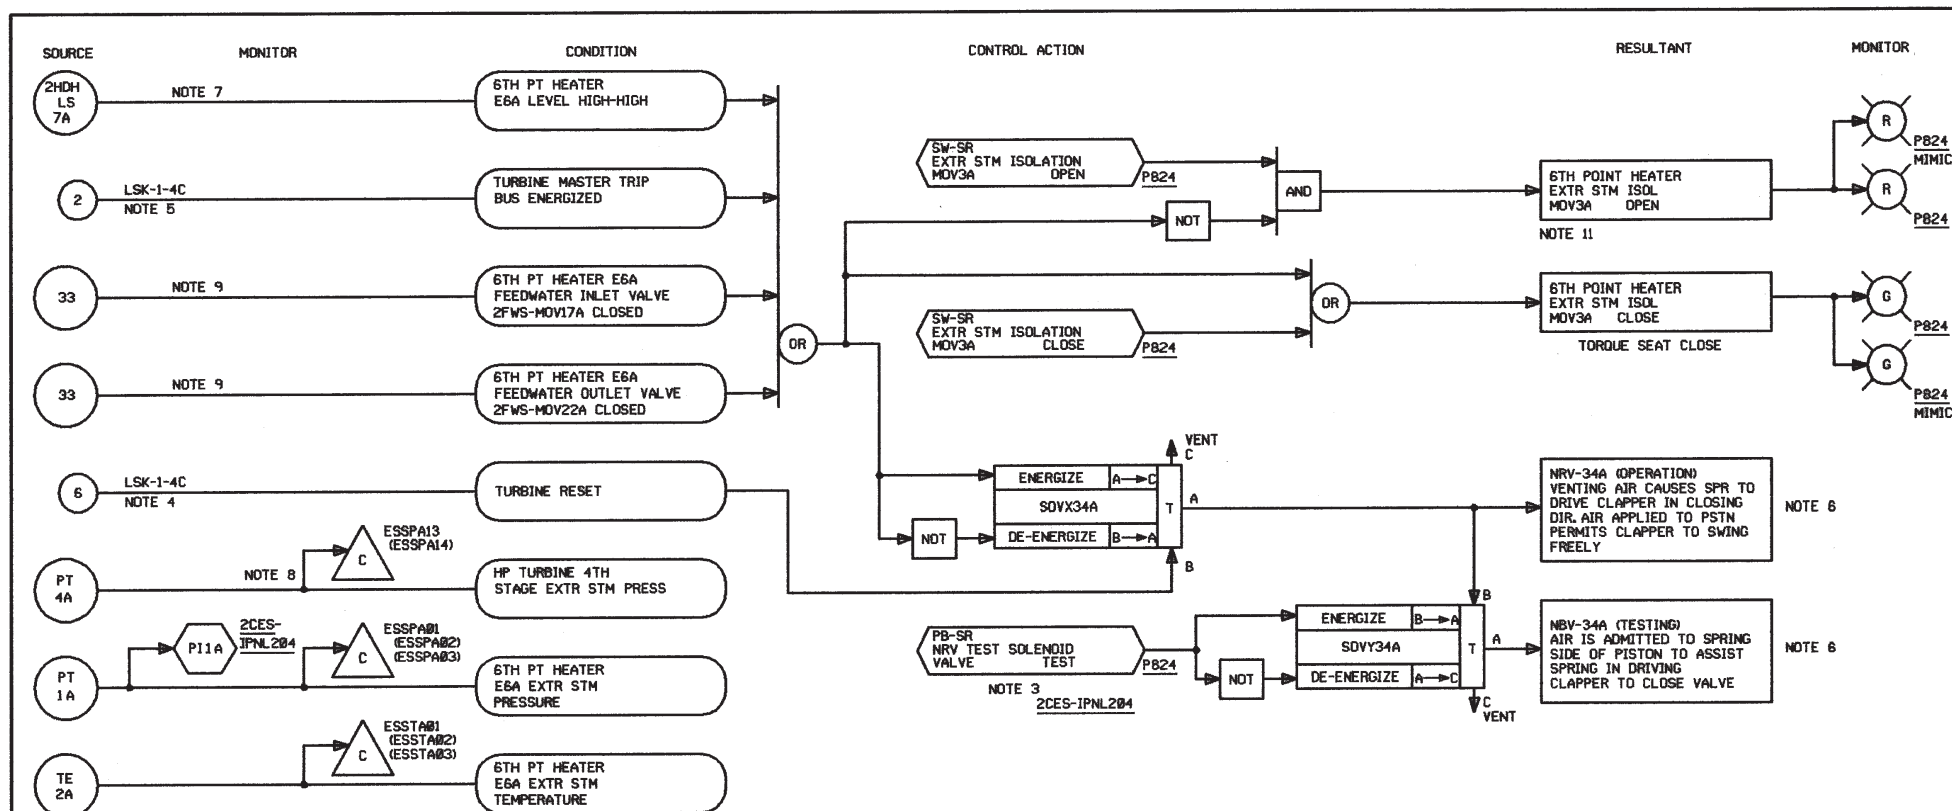 SOURCE
MONITOR
CONDITION
CONTROL ACTION
RESULTANT
MONITOR
2HDH
LS
7A
NOTE 7
6TH PT HEATER
E6A LEVEL HIGH-HIGH
2
LSK-1-4C
NOTE 5
TURBINE MASTER TRIP
BUS ENERGIZED
33
NOTE 9
6TH PT HEATER E6A
FEEDWATER INLET VALVE
2FWS-MOV17A CLOSED
33
NOTE 9
6TH PT HEATER E6A
FEEDWATER OUTLET VALVE
2FWS-MOV22A CLOSED
OR
SW-SR
EXTR STM ISOLATION
MOV3A OPEN
P824
NOT
AND
6TH POINT HEATER
EXTR STM ISOL
MOV3A OPEN
NOTE 11
R
P824
MIMIC
R
P824
SW-SR
EXTR STM ISOLATION
MOV3A CLOSE
P824
OR
6TH POINT HEATER
EXTR STM ISOL
MOV3A CLOSE
TORQUE SEAT CLOSE
G
P824
G
P824
MIMIC
6
LSK-1-4C
NOTE 4
TURBINE RESET
NOT
ENERGIZE
A→C
SOVX34A
DE-ENERGIZE
B→A
T
VENT
C
A
B
NRV-34A (OPERATION)
VENTING AIR CAUSES SPR TO
DRIVE CLAPPER IN CLOSING
DIR. AIR APPLIED TO PSTN
PERMITS CLAPPER TO SWING
FREELY
NOTE 6
PT
4A
NOTE 8
C
ESSPA13
(ESSPA14)
HP TURBINE 4TH
STAGE EXTR STM PRESS
PT
1A
PI1A
2CES-
IPNL204
C
ESSPA01
(ESSPA02)
(ESSPA03)
6TH PT HEATER
E6A EXTR STM
PRESSURE
PB-SR
NRV TEST SOLENOID
VALVE TEST
P824
NOTE 3
2CES-IPNL204
NOT
ENERGIZE
B→A
SOVY34A
DE-ENERGIZE
A→C
T
B
A
C
VENT
NBV-34A (TESTING)
AIR IS ADMITTED TO SPRING
SIDE OF PISTON TO ASSIST
SPRING IN DRIVING
CLAPPER TO CLOSE VALVE
NOTE 6
TE
2A
C
ESSTA01
(ESSTA02)
(ESSTA03)
6TH PT HEATER
E6A EXTR STM
TEMPERATURE